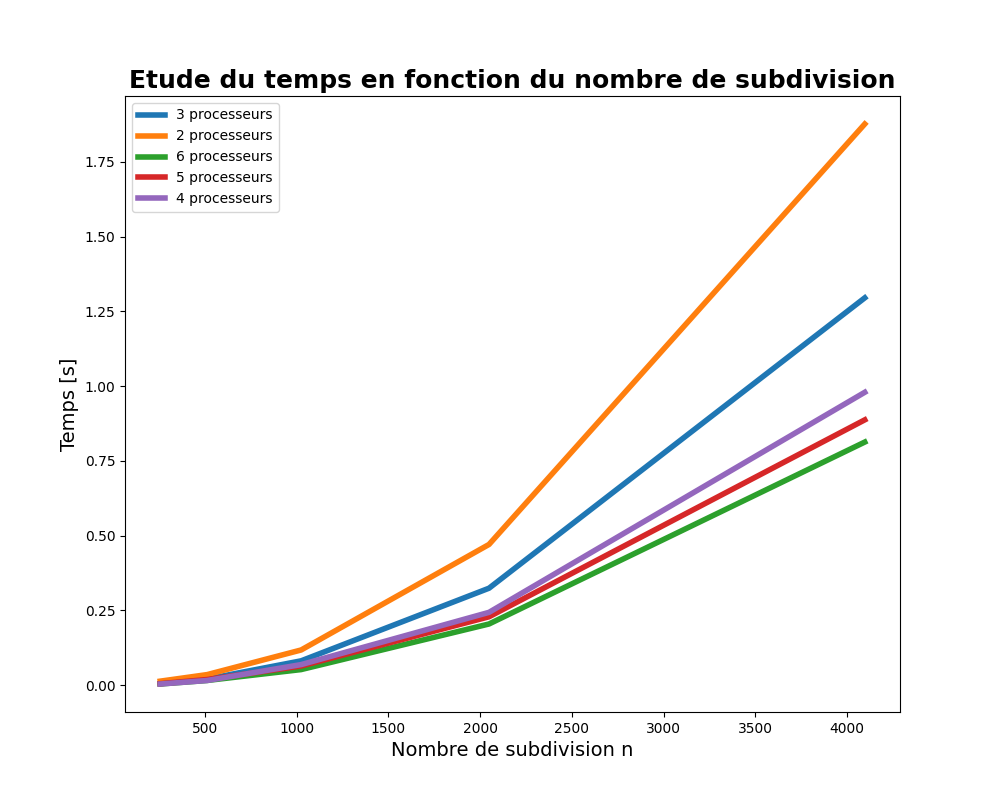 Etude du temps en fonction du nombre de subdivision
3 processeurs
2 processeurs
6 processeurs
5 processeurs
4 processeurs
Temps [s]
1.75
1.50
1.25
1.00
0.75
0.50
0.25
0.00
500 1000 1500 2000 2500 3000 3500 4000
Nombre de subdivision n